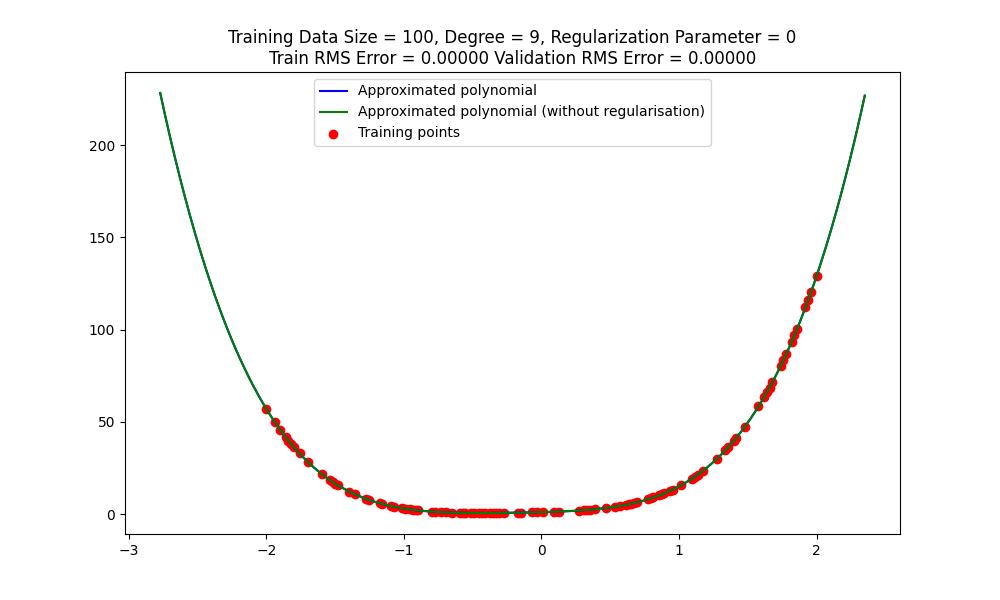 Training Data Size = 100, Degree = 9, Regularization Parameter = 0
Train RMS Error = 0.00000 Validation RMS Error = 0.00000
Approximated polynomial
Approximated polynomial (without regularisation)
Training points
200
150
100
50
0
−3 −2 −1 0 1 2